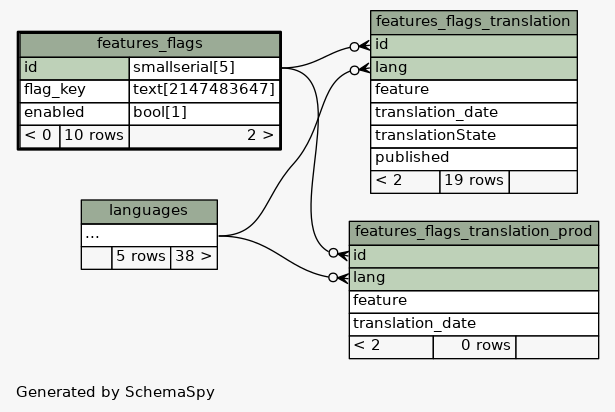 features_flags
id smallserial[5]
flag_key text[2147483647]
enabled bool[1]
< 0 10 rows 2 >
features_flags_translation
id
lang
feature
translation_date
translationState
published
< 2 19 rows
languages
...
5 rows 38 >
features_flags_translation_prod
id
lang
feature
translation_date
< 2 0 rows
Generated by SchemaSpy